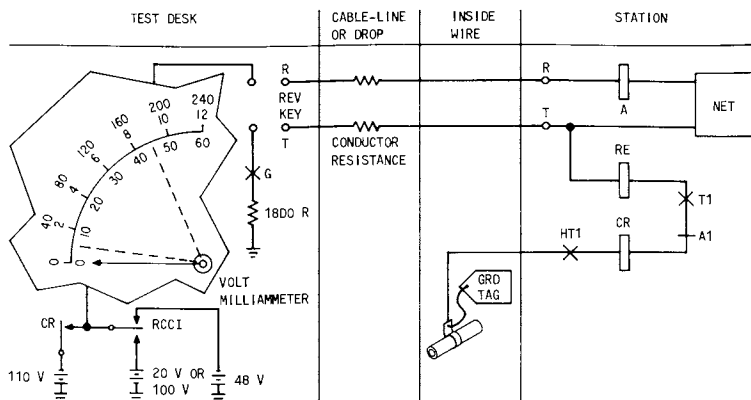 TEST DESK
CABLE-LINE
OR DROP
INSIDE
WIRE
STATION
R
REV
KEY
T
CONDUCTOR
RESISTANCE
R
A
NET
T
RE
T1
A1
CR
HT1
GRD
TAG
240
12
60
200
10
50
160
8
40
120
6
30
80
4
20
40
2
10
0
0
G
1800 R
VOLT
MILLIAMMETER
CR
RCCI
110 V
20 V OR
100 V
48 V